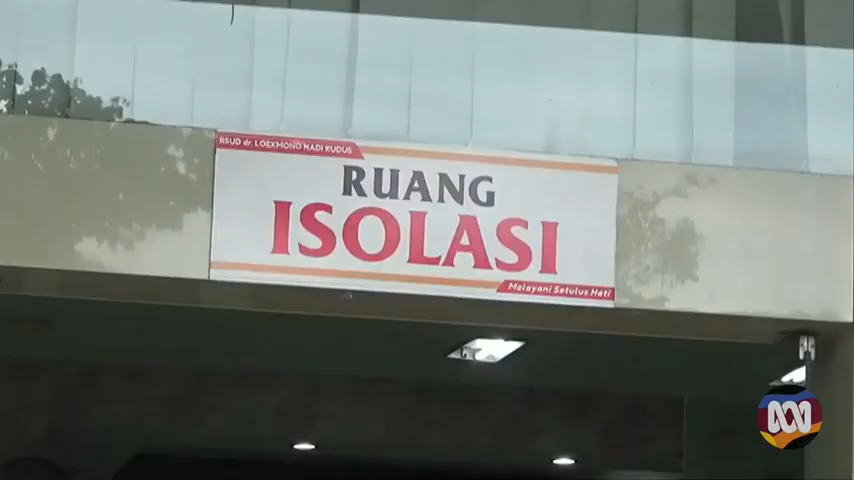 RSUD dr. LOEKMONO HADI KUDUS
RUANG
ISOLASI
Melayani Setulus Hati